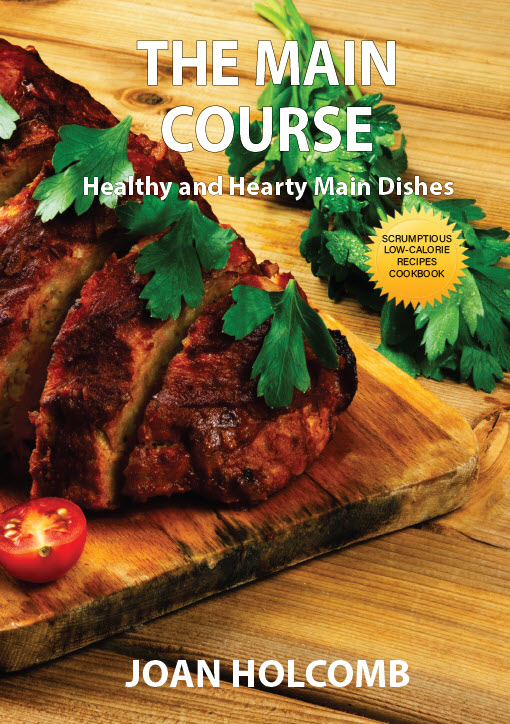 THE MAIN
COURSE
Healthy and Hearty Main Dishes
SCRUMPTIOUS
LOW-CALORIE
RECIPES
COOKBOOK
JOAN HOLCOMB